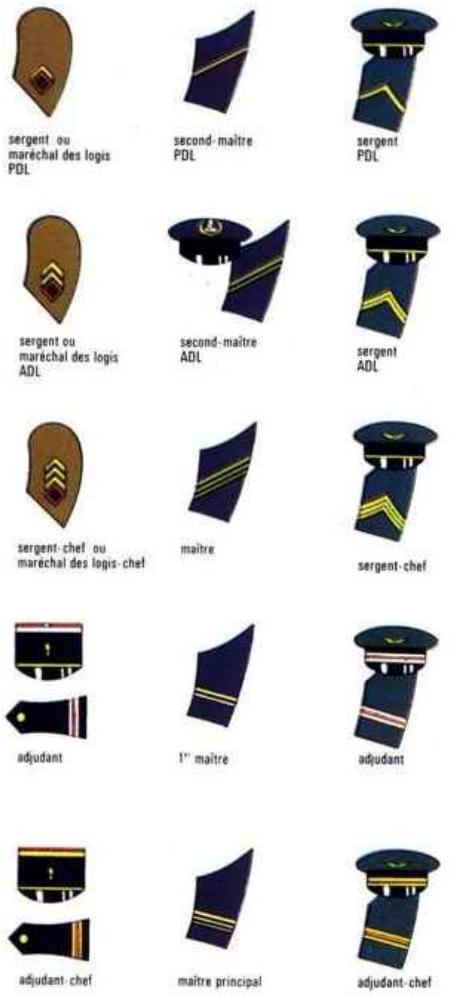 sergent ou
maréchal des logis
PDL
second-maître
PDL
sergent
PDL
sergent ou
maréchal des logis
ADL
second-maître
ADL
sergent
ADL
sergent-chef ou
maréchal des logis-chef
maître
sergent-chef
adjudant
1er maître
adjudant
adjudant-chef
maître principal
adjudant-chef